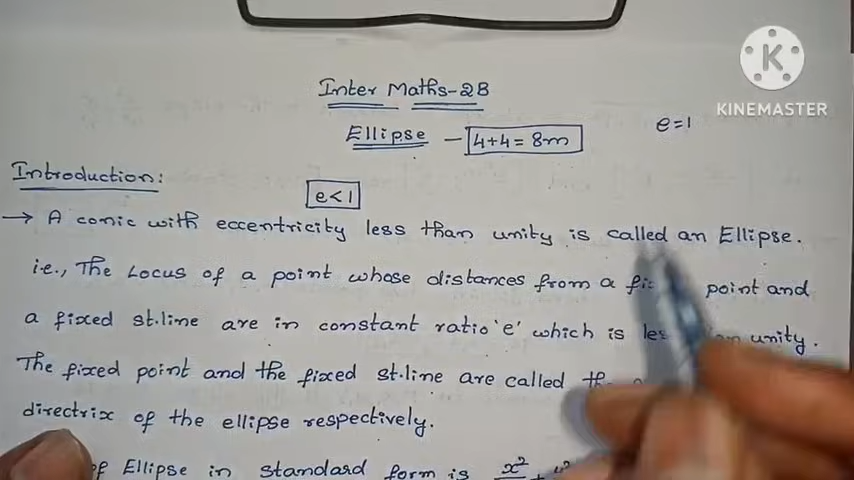 Inter Maths-2B
Ellipse - 4+4=8m
e=1
Introduction:
e<1
→ A conic with eccentricity less than unity is called an Ellipse.
i.e., The Locus of a point whose distances from a point and
a fixed st.line are in constant ratio 'e' which is unity.
The fixed point and the fixed st.line are called
directrix of the ellipse respectively.
of Ellipse in standard form is x²
KINEMASTER